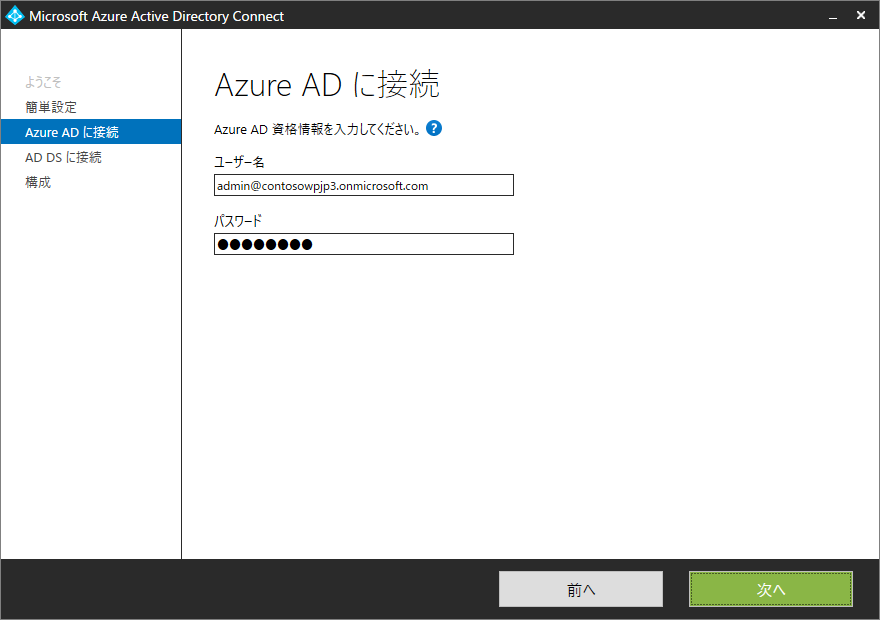 Microsoft Azure Active Directory Connect
ようこそ
簡単設定
Azure AD に接続
AD DS に接続
構成
Azure AD に接続
Azure AD 資格情報を入力してください。 ?
ユーザー名
admin@contosowpjp3.onmicrosoft.com
パスワード
●●●●●●●●
前へ
次へ